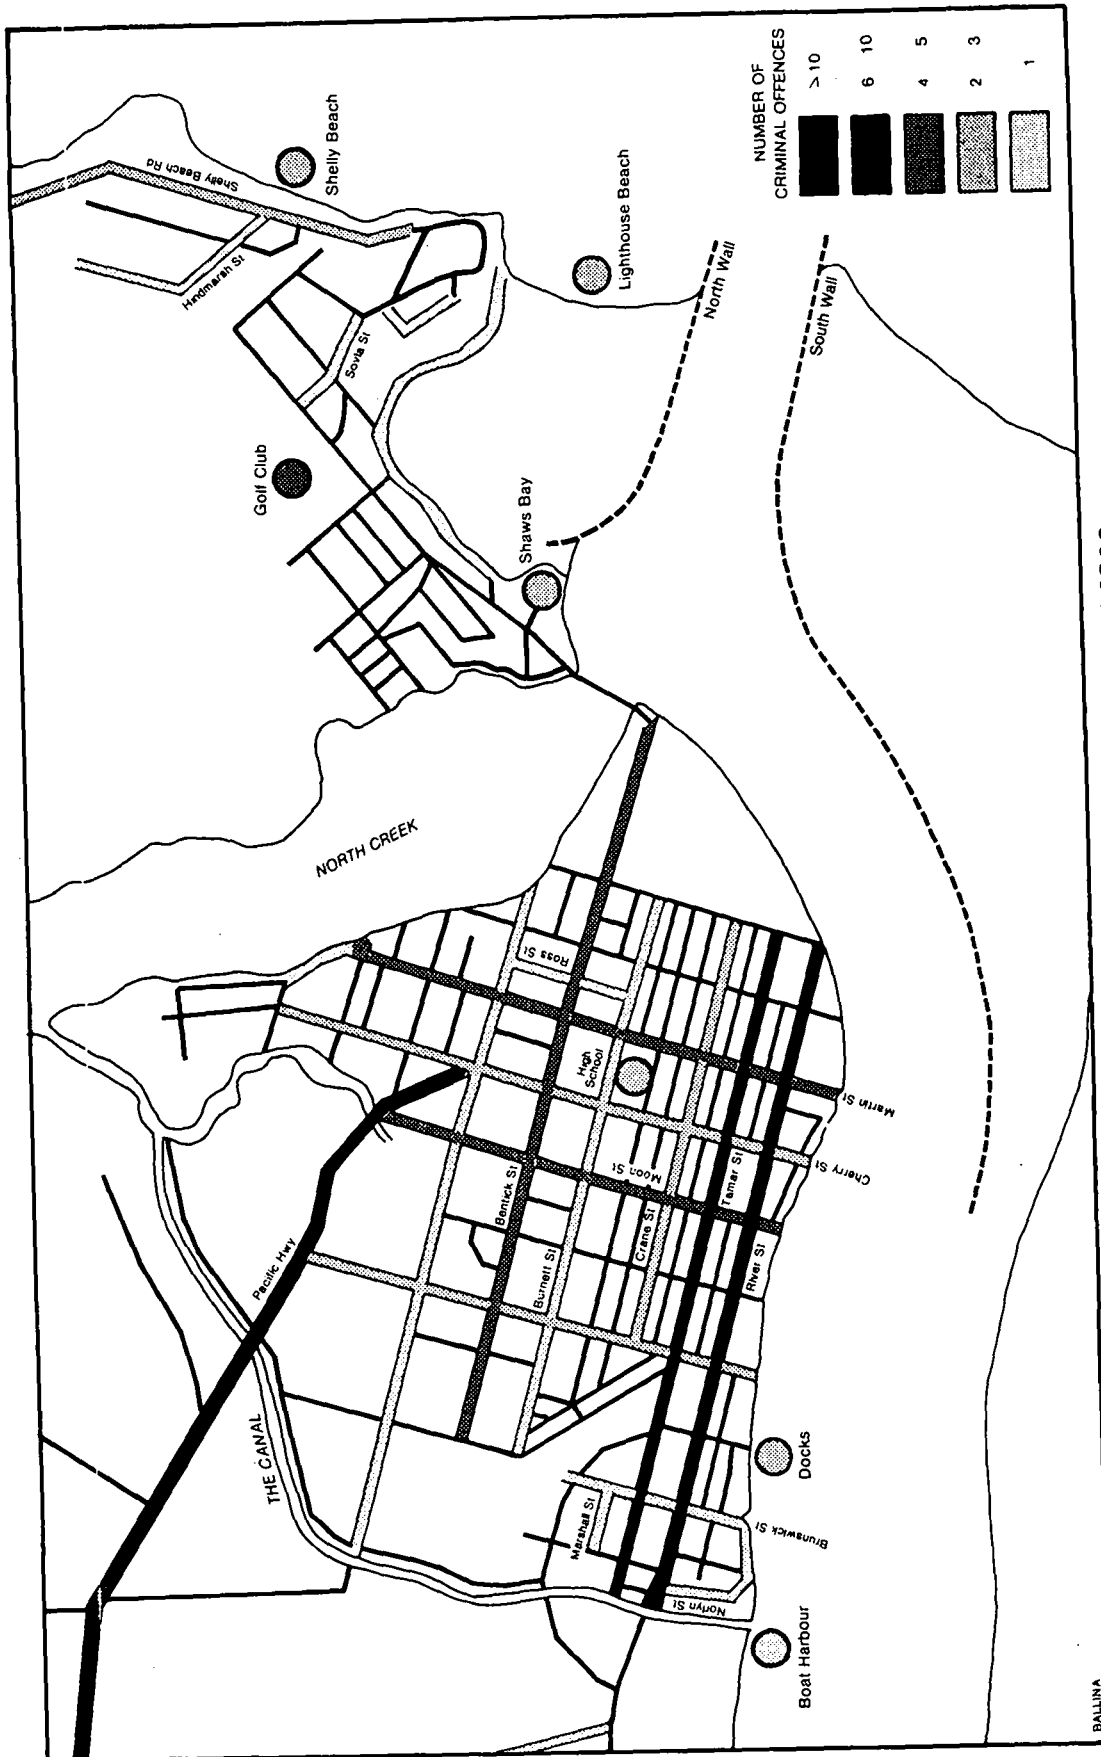 NUMBER OF
CRIMINAL OFFENCES
> 10
6 10
4 5
2 3
1
Shelly Beach Rd
Shelly Beach
Hindmarsh St
Lighthouse Beach
North Wall
South Wall
Golf Club
Shaws Bay
NORTH CREEK
Ross St
High
School
Martin St
Cherry St
Moon St
Tamar St
Bentick St
Crane St
River St
Burnett St
Pacific Hwy
THE CANAL
Docks
Marshall St
Brunswick St
Norlyn St
Boat Harbour
BALLINA